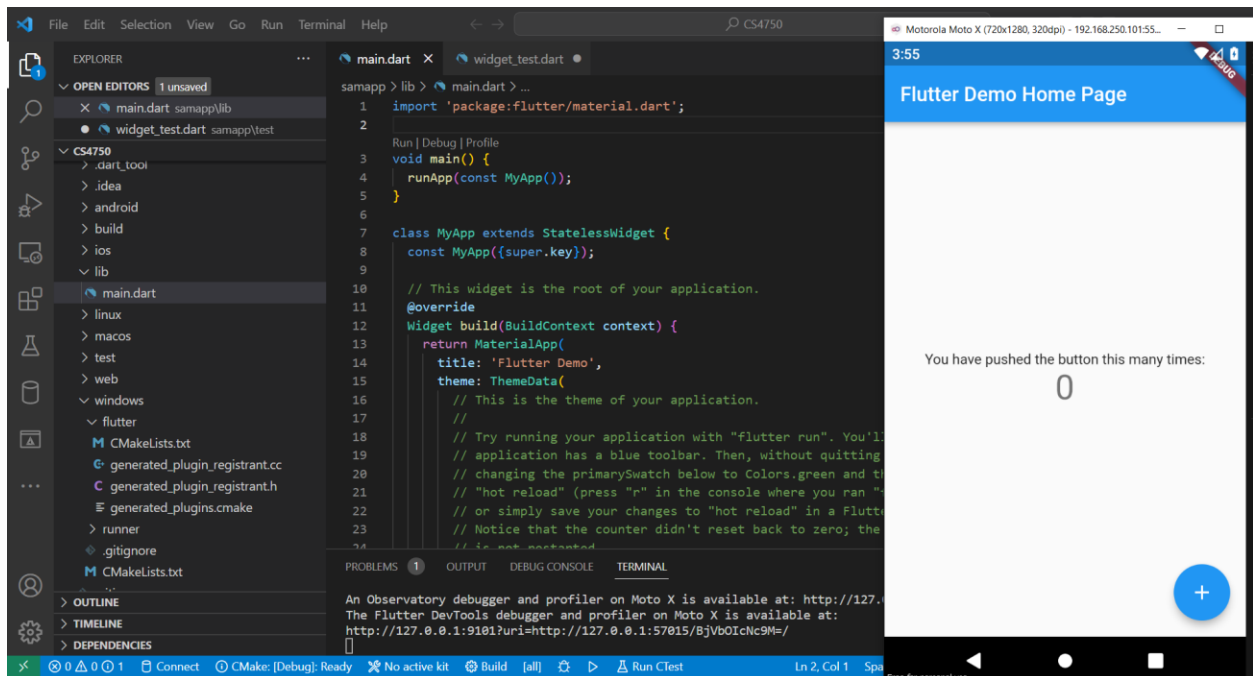 File Edit Selection View Go Run Terminal Help
CS4750
EXPLORER
OPEN EDITORS 1 unsaved
main.dart samapp\lib
widget_test.dart samapp\test
CS4750
.dart_tool
.idea
android
build
ios
lib
main.dart
linux
macos
test
web
windows
flutter
CMakeLists.txt
generated_plugin_registrant.cc
generated_plugin_registrant.h
generated_plugins.cmake
runner
.gitignore
CMakeLists.txt
OUTLINE
TIMELINE
DEPENDENCIES
main.dart widget_test.dart
samapp > lib > main.dart > ...
1 import 'package:flutter/material.dart';
2
Run | Debug | Profile
3 void main() {
4 runApp(const MyApp());
5 }
6
7 class MyApp extends StatelessWidget {
8 const MyApp({super.key});
9
10 // This widget is the root of your application.
11 @override
12 Widget build(BuildContext context) {
13 return MaterialApp(
14 title: 'Flutter Demo',
15 theme: ThemeData(
16 // This is the theme of your application.
17 //
18 // Try running your application with "flutter run". You'll
19 // application has a blue toolbar. Then, without quitting
20 // changing the primarySwatch below to Colors.green and th
21 // "hot reload" (press "r" in the console where you ran "
22 // or simply save your changes to "hot reload" in a Flutte
23 // Notice that the counter didn't reset back to zero; the
24 // is not restarted.
PROBLEMS 1 OUTPUT DEBUG CONSOLE TERMINAL
An Observatory debugger and profiler on Moto X is available at: http://127.0
The Flutter DevTools debugger and profiler on Moto X is available at:
http://127.0.0.1:9101?uri=http://127.0.0.1:57015/BjVbOIcNc9M=/
0 0 1 Connect CMake: [Debug]: Ready No active kit Build [all] Run CTest Ln 2, Col 1 Spa
Motorola Moto X (720x1280, 320dpi) - 192.168.250.101:55...
3:55
DEBUG
Flutter Demo Home Page
You have pushed the button this many times:
0
+